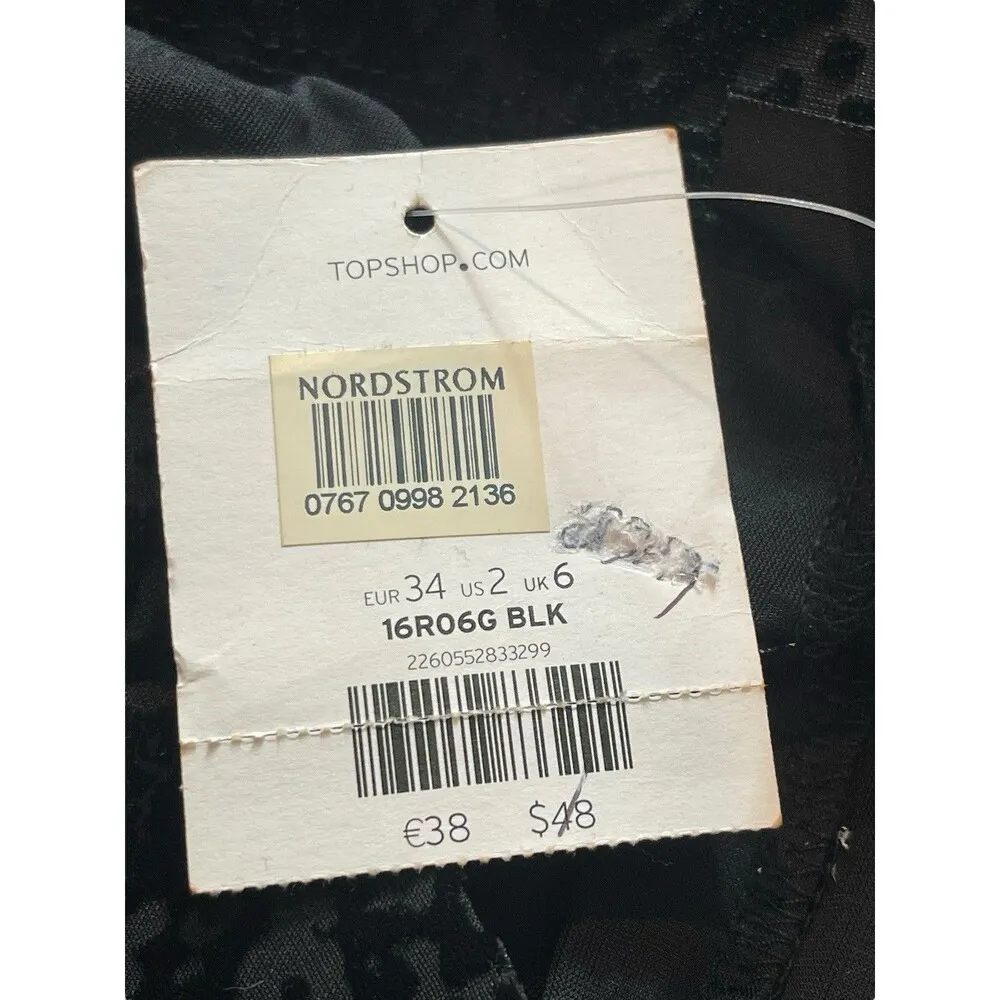 TOPSHOP.COM
NORDSTROM
0767 0998 2136
EUR 34 US 2 UK 6
16R06G BLK
2260552833299
€38 $48